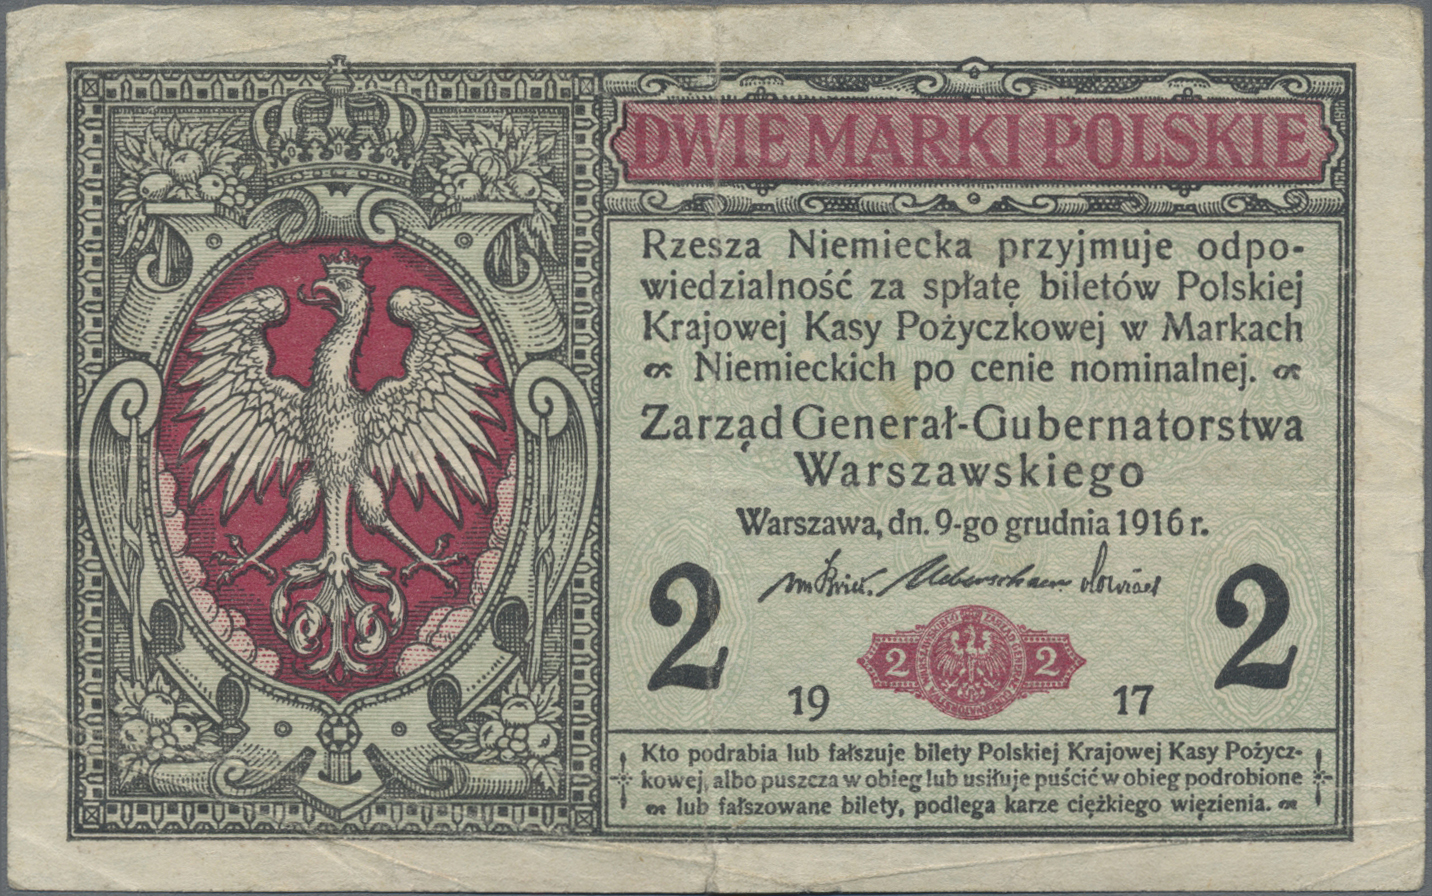 DWIE MARKI POLSKIE
Rzesza Niemiecka przyjmuje odpo-
wiedzialność za spłatę biletów Polskiej
Krajowej Kasy Pożyczkowej w Markach
Niemieckich po cenie nominalnej.
Zarząd Generał-Gubernatorstwa
Warszawskiego
Warszawa, dn. 9-go grudnia 1916 r.
2 2
2 2
19 17
Kto podrabia lub fałszuje bilety Polskiej Krajowej Kasy Pożycz-
kowej, albo puszcza w obieg lub usiłuje puścić w obieg podrobione
lub fałszowane bilety, podlega karze ciężkiego więzienia.